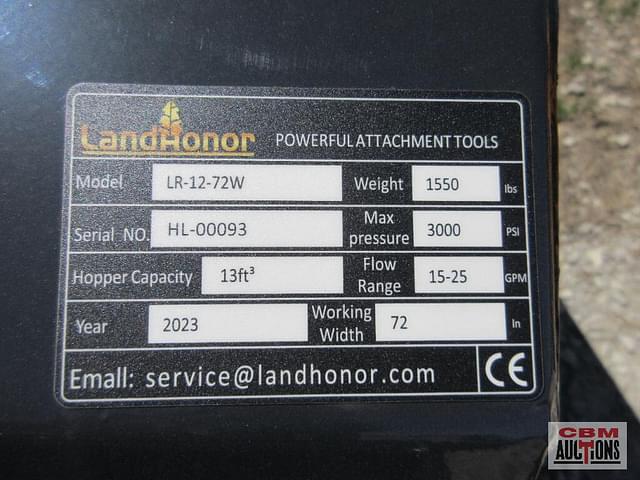 LandHonor POWERFUL ATTACHMENT TOOLS
Model LR-12-72W Weight 1550 lbs
Serial NO. HL-00093 Max pressure 3000 PSI
Hopper Capacity 13ft³ Flow Range 15-25 GPM
Year 2023 Working Width 72 in
Emall: service@landhonor.com CE
CBM
AUCTIONS